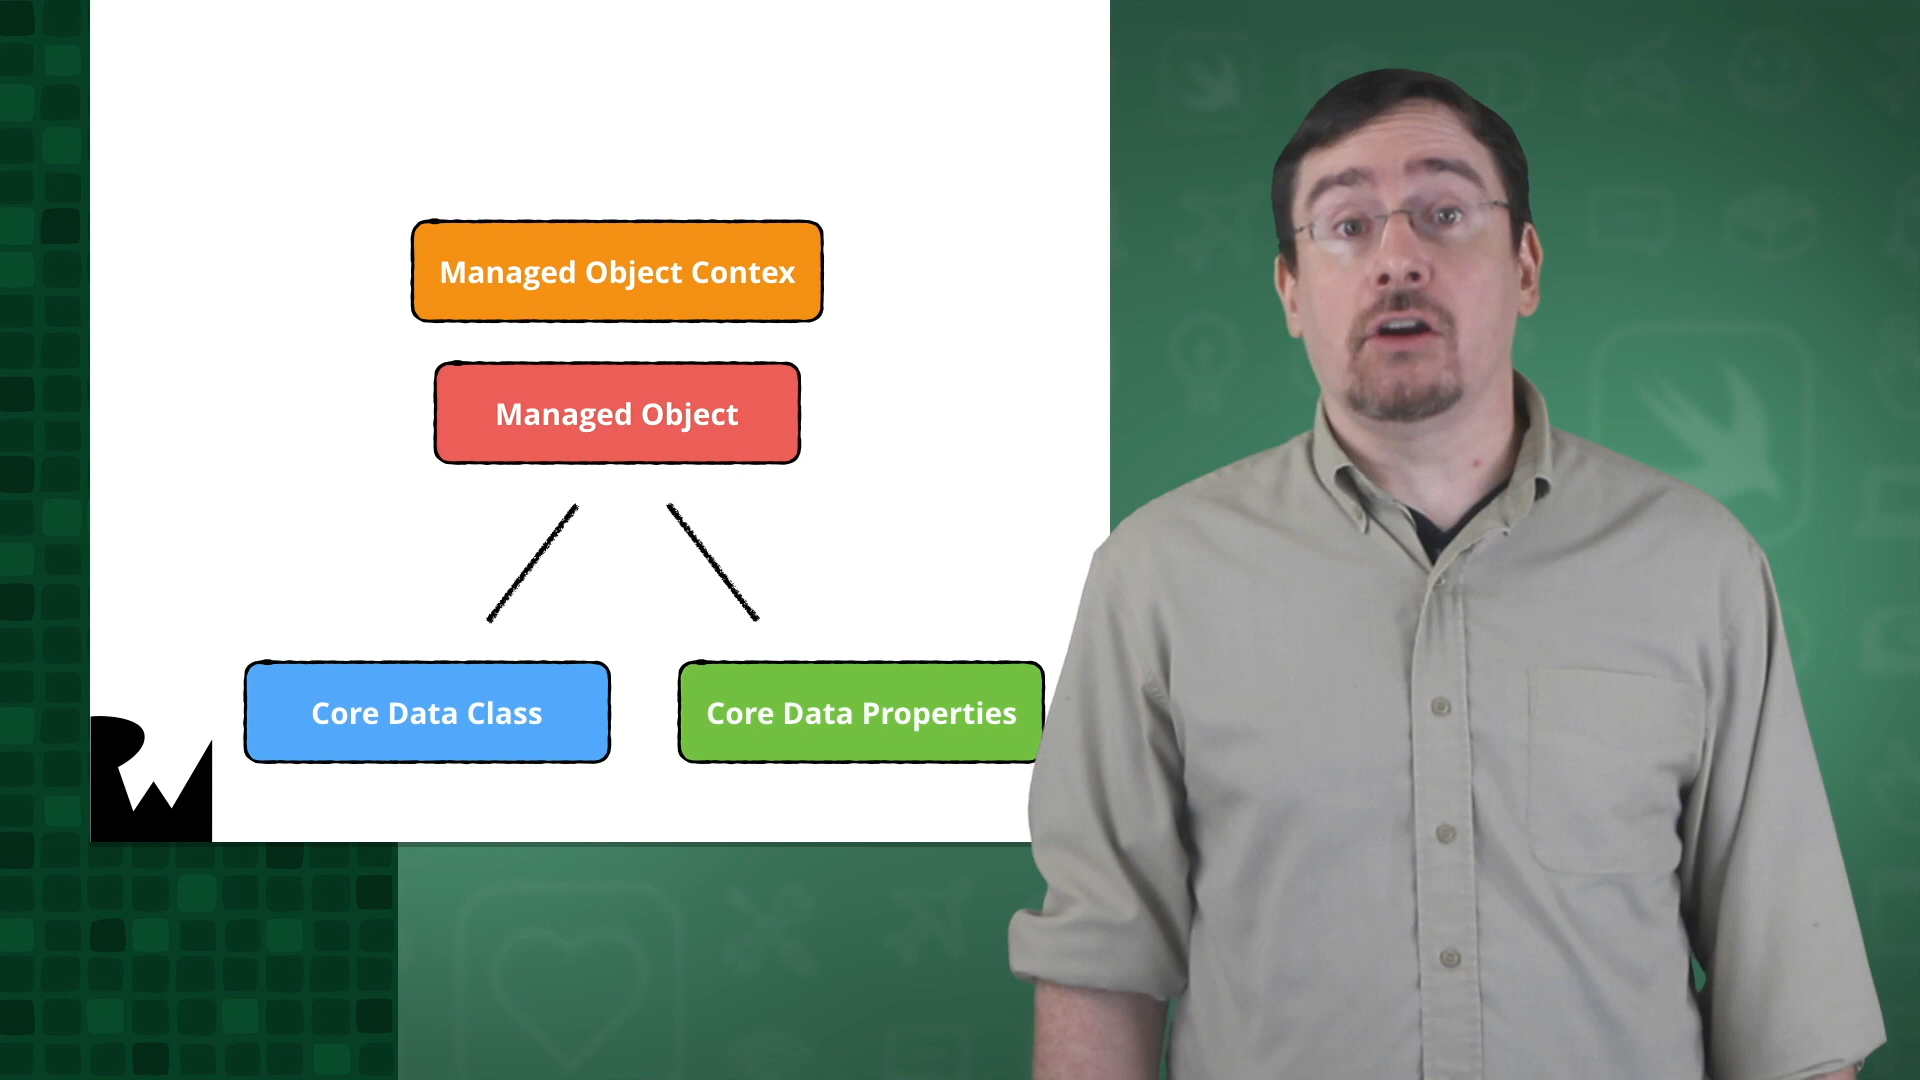 Managed Object Contex
Managed Object
Core Data Class
Core Data Properties